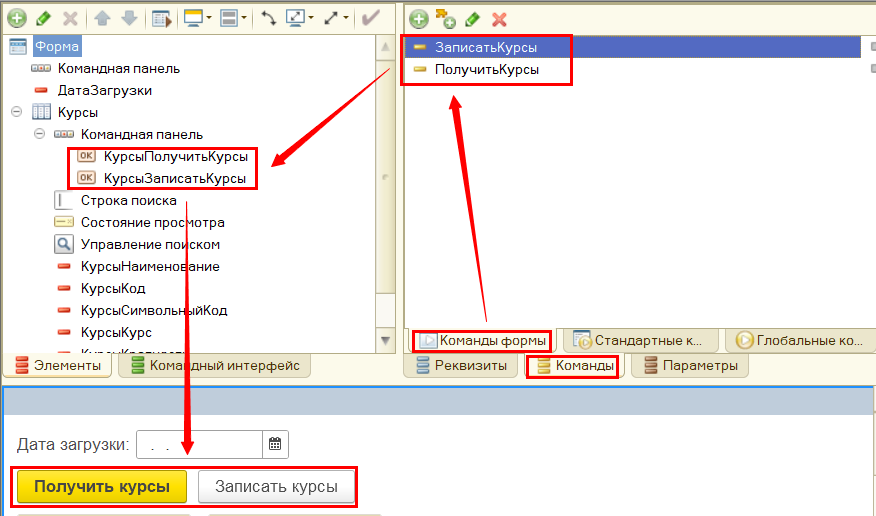 Форма
Командная панель
ДатаЗагрузки
Курсы
Командная панель
OK КурсыПолучитьКурсы
OK КурсыЗаписатьКурсы
Строка поиска
Состояние просмотра
Управление поиском
КурсыНаименование
КурсыКод
КурсыСимвольныйКод
КурсыКурс
Элементы
Командный интерфейс
ЗаписатьКурсы
ПолучитьКурсы
Команды формы
Стандартные к...
Глобальные ко...
Реквизиты
Команды
Параметры
Дата загрузки: . .
Получить курсы
Записать курсы